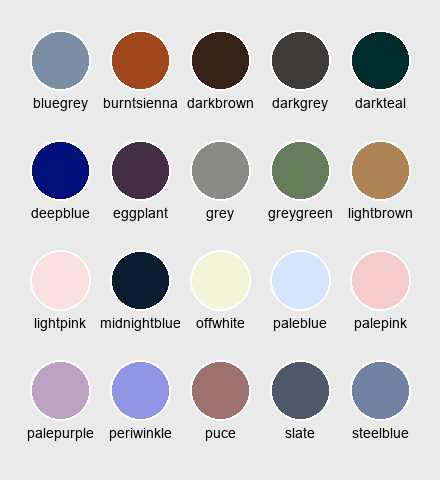 bluegrey burntsienna darkbrown darkgrey darkteal
deepblue eggplant grey greygreen lightbrown
lightpink midnightblue offwhite paleblue palepink
palepurple periwinkle puce slate steelblue